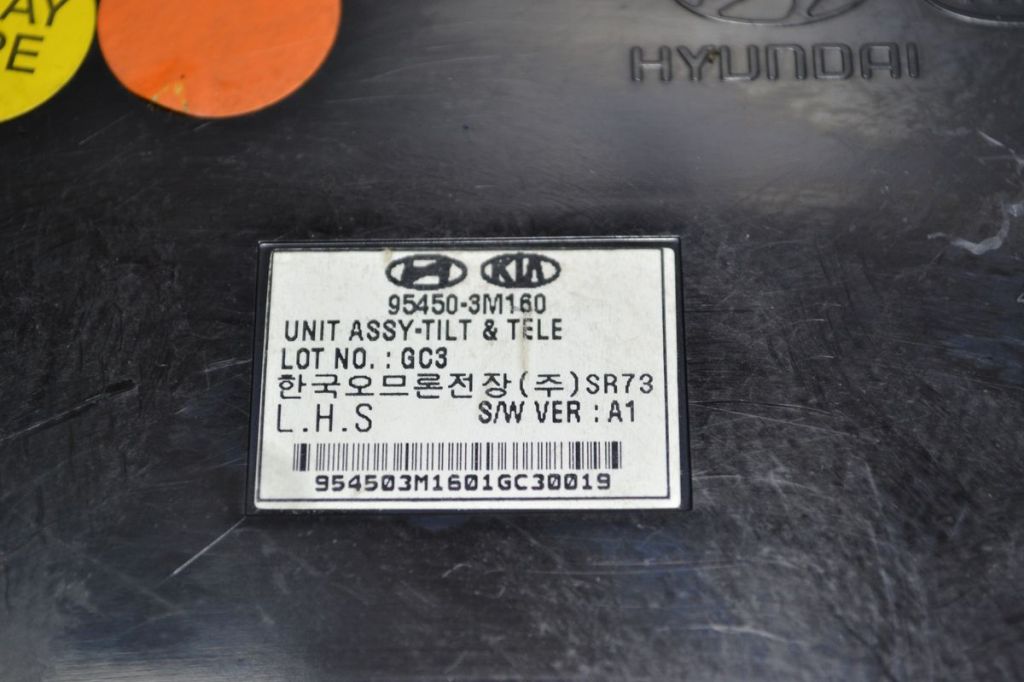 HYUNDAI
KIA
95450-3M160
UNIT ASSY-TILT & TELE
LOT NO. : GC3
한국오므론전장(주)SR73
L.H.S S/W VER : A1
954503M1601GC30019